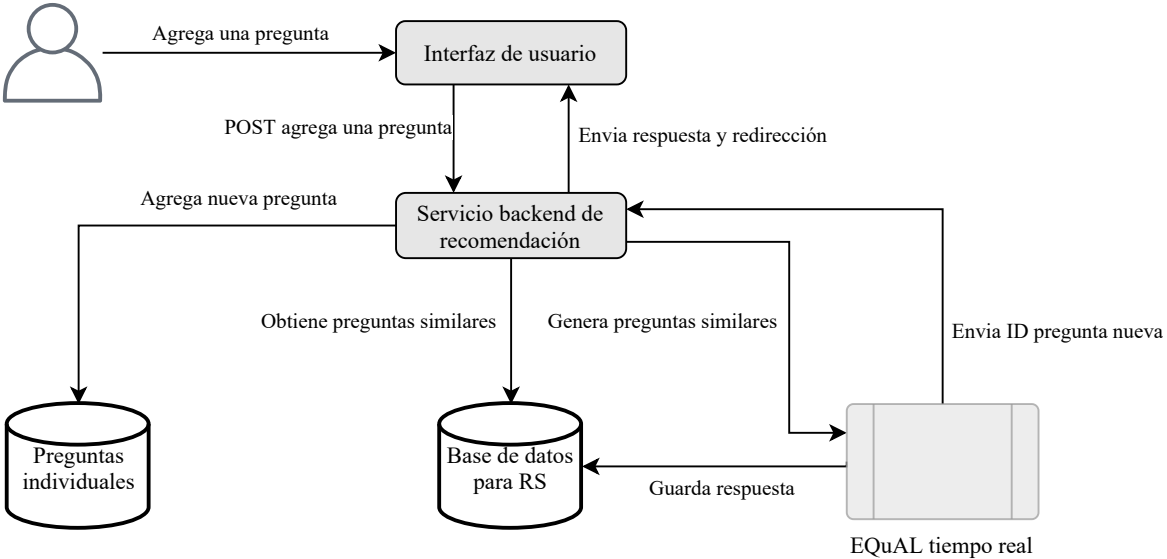 Agrega una pregunta
Interfaz de usuario
POST agrega una pregunta
Envia respuesta y redirección
Agrega nueva pregunta
Servicio backend de
recomendación
Obtiene preguntas similares
Genera preguntas similares
Envia ID pregunta nueva
Preguntas
individuales
Base de datos
para RS
Guarda respuesta
EQuAL tiempo real